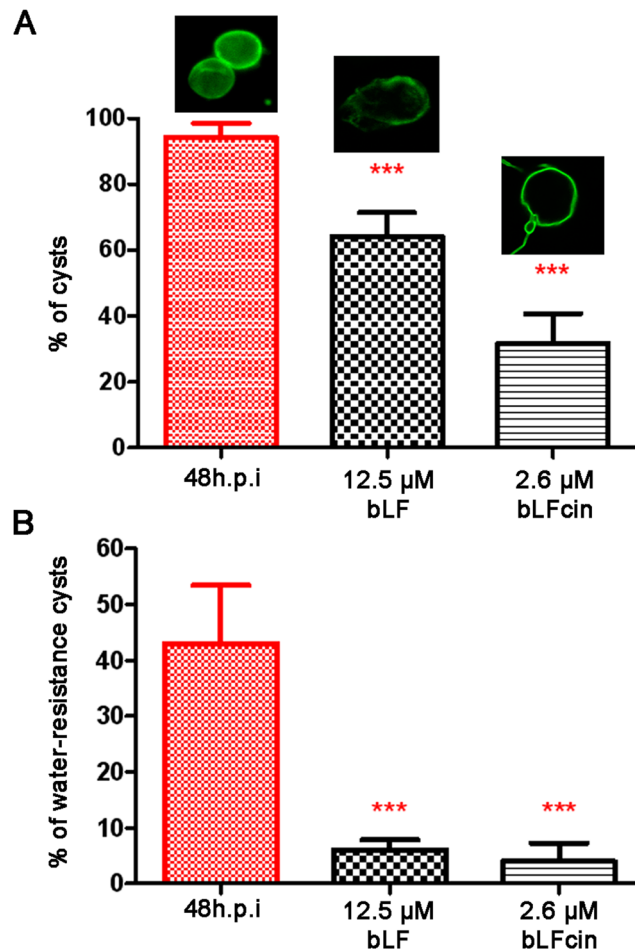 A
% of cysts
100
80
60
40
20
0
***
***
48h.p.i
12.5 µM
bLF
2.6 µM
bLFcin
B
% of water-resistance cysts
60
50
40
30
20
10
0
***
***
48h.p.i
12.5 µM
bLF
2.6 µM
bLFcin